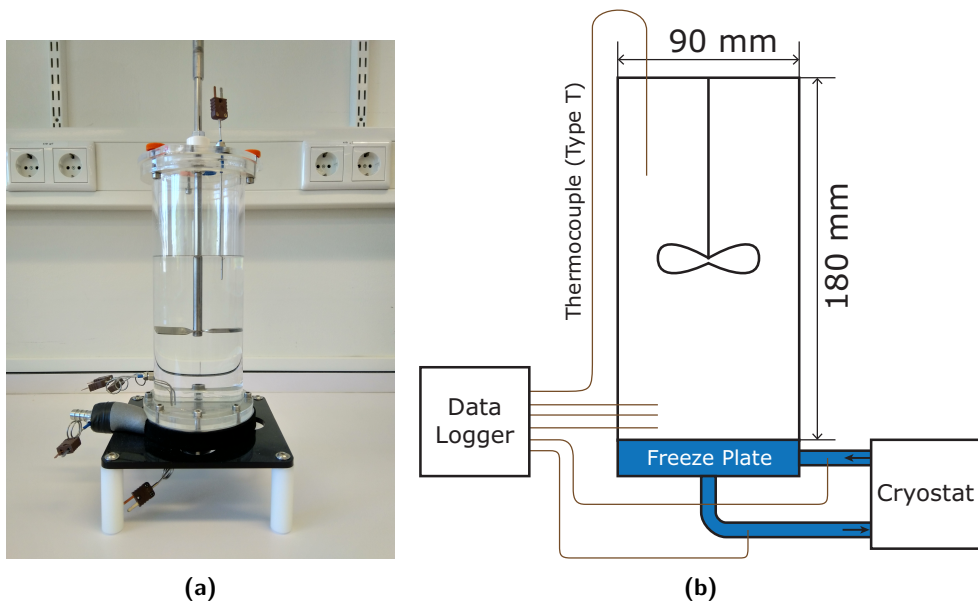 90 mm
Thermocouple (Type T)
180 mm
Data
Logger
Freeze Plate
Cryostat
(a)
(b)